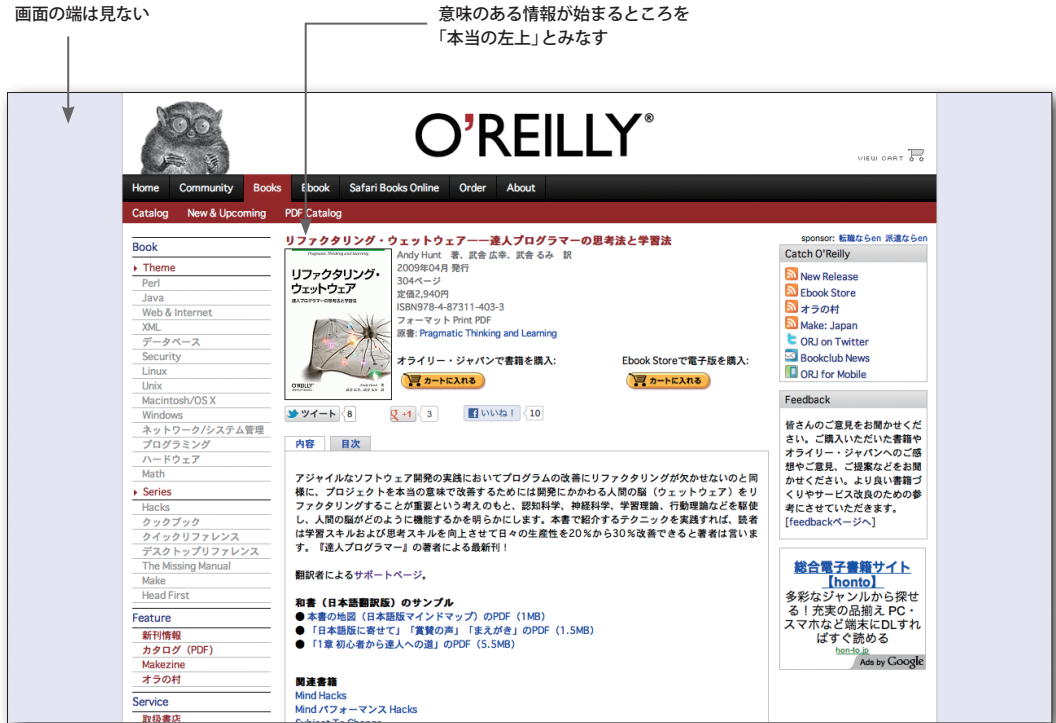 画面の端は見ない
意味のある情報が始まるところを
「本当の左上」とみなす
O'REILLY®
VIEW CART
Home Community Books Ebook Safari Books Online Order About
Catalog New & Upcoming PDF Catalog
Book
Theme
Perl
Java
Web & Internet
XML
データベース
Security
Linux
Unix
Macintosh/OS X
Windows
ネットワーク/システム管理
プログラミング
ハードウェア
Math
Series
Hacks
クックブック
クイックリファレンス
デスクトップリファレンス
The Missing Manual
Make
Head First
Feature
新刊情報
カタログ（PDF）
Makezine
オラの村
Service
取扱書店
リファクタリング・ウェットウェア――達人プログラマーの思考法と学習法
Pragmatic Thinking and Learning
リファクタリング・
ウェットウェア
達人プログラマーの思考法と学習法
O'REILLY
Andy Hunt 著、武舎 広幸、武舎 るみ 訳
2009年04月 発行
304ページ
定価2,940円
ISBN978-4-87311-403-3
フォーマット Print PDF
原書: Pragmatic Thinking and Learning
オライリー・ジャパンで書籍を購入:
カートに入れる
Ebook Storeで電子版を購入:
カートに入れる
ツイート 8 +1 3 いいね！ 10
内容 目次
アジャイルなソフトウェア開発の実践においてプログラムの改善にリファクタリングが欠かせないのと同
様に、プロジェクトを本当の意味で改善するためには開発にかかわる人間の脳（ウェットウェア）をリ
ファクタリングすることが重要という考えのもと、認知科学、神経科学、学習理論、行動理論などを駆使
し、人間の脳がどのように機能するかを明らかにします。本書で紹介するテクニックを実践すれば、読者
は学習スキルおよび思考スキルを向上させて日々の生産性を20％から30％改善できると著者は言いま
す。『達人プログラマー』の著者による最新刊！
翻訳者によるサポートページ。
和書（日本語翻訳版）のサンプル
● 本書の地図（日本語版マインドマップ）のPDF（1MB）
● 「日本語版に寄せて」「賞賛の声」「まえがき」のPDF（1.5MB）
● 「1章 初心者から達人への道」のPDF（5.5MB）
関連書籍
Mind Hacks
Mind パフォーマンス Hacks
Subject To Change
sponsor: 転職ならen 派遣ならen
Catch O'Reilly
New Release
Ebook Store
オラの村
Make: Japan
ORJ on Twitter
Bookclub News
ORJ for Mobile
Feedback
皆さんのご意見をお聞かせくだ
さい。ご購入いただいた書籍や
オライリー・ジャパンへのご感
想やご意見、ご提案などをお聞
かせください。より良い書籍づ
くりやサービス改良のための参
考にさせていただきます。
[feedbackページへ]
総合電子書籍サイト
【honto】
多彩なジャンルから探せ
る！充実の品揃え PC・
スマホなど端末にDLすれ
ばすぐ読める
hon-to.jp
Ads by Google